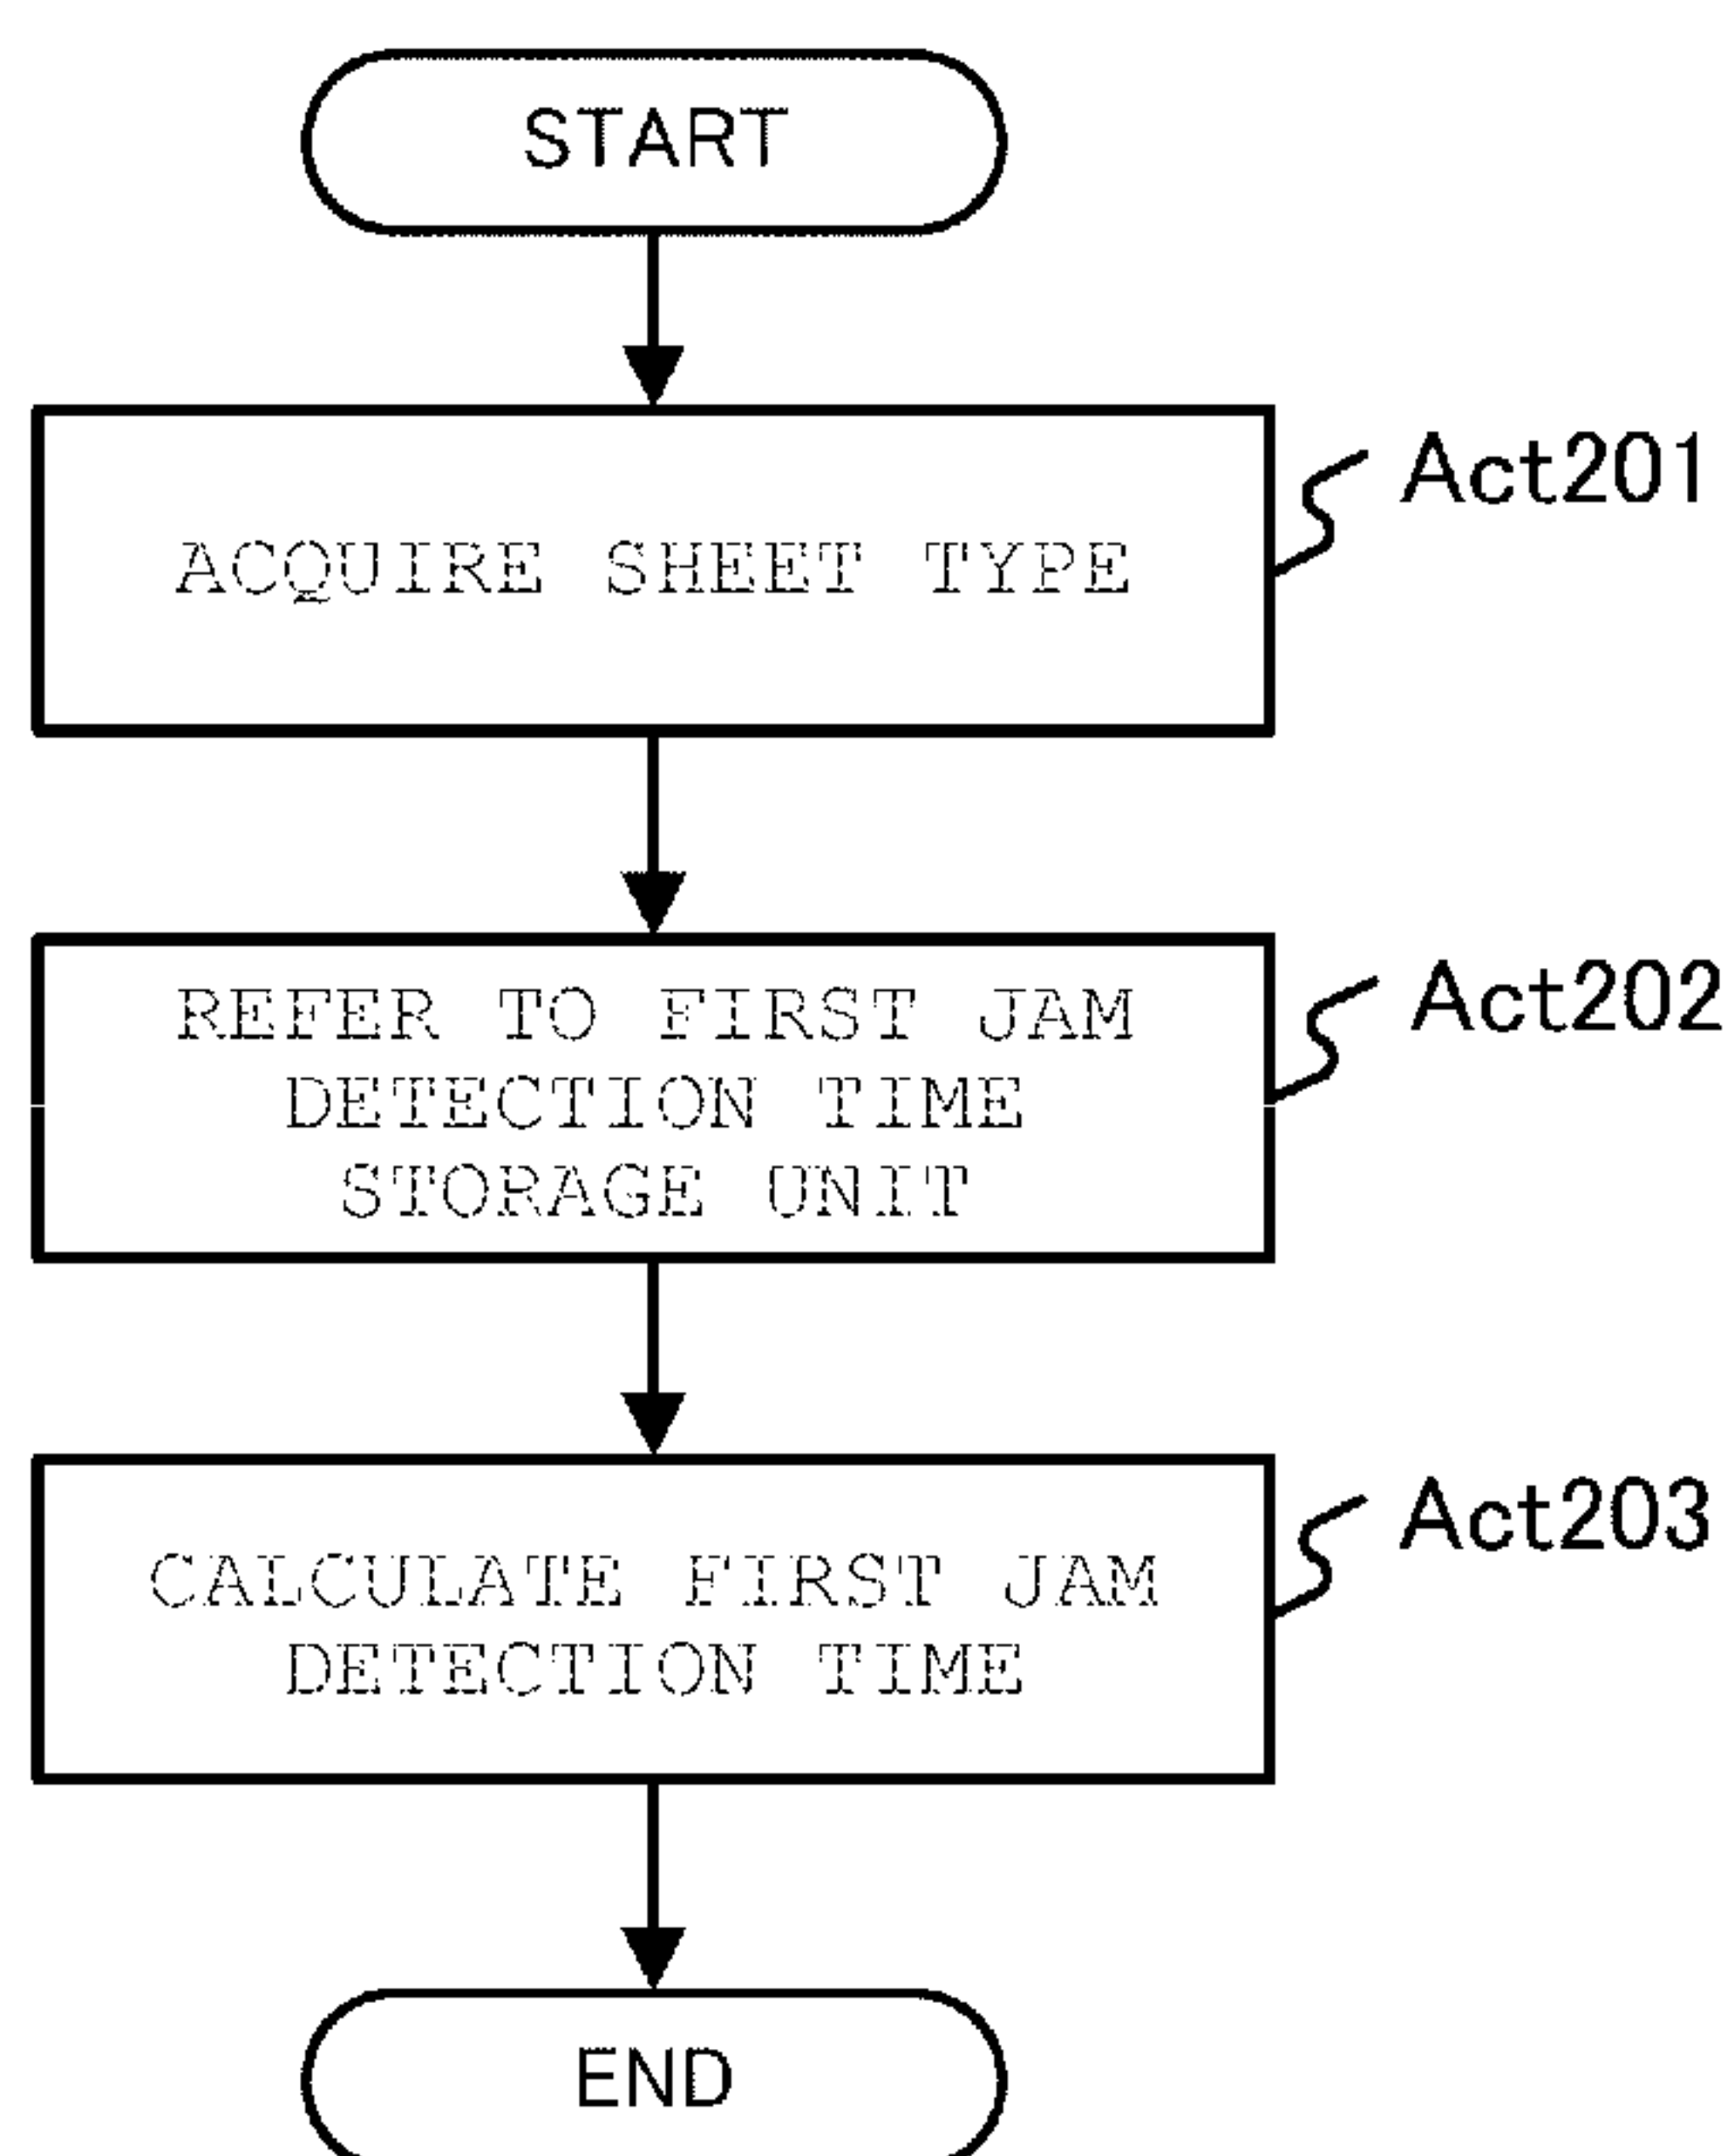 START
ACQUIRE SHEET TYPE
Act201
REFER TO FIRST JAM
DETECTION TIME
STORAGE UNIT
Act202
CALCULATE FIRST JAM
DETECTION TIME
Act203
END